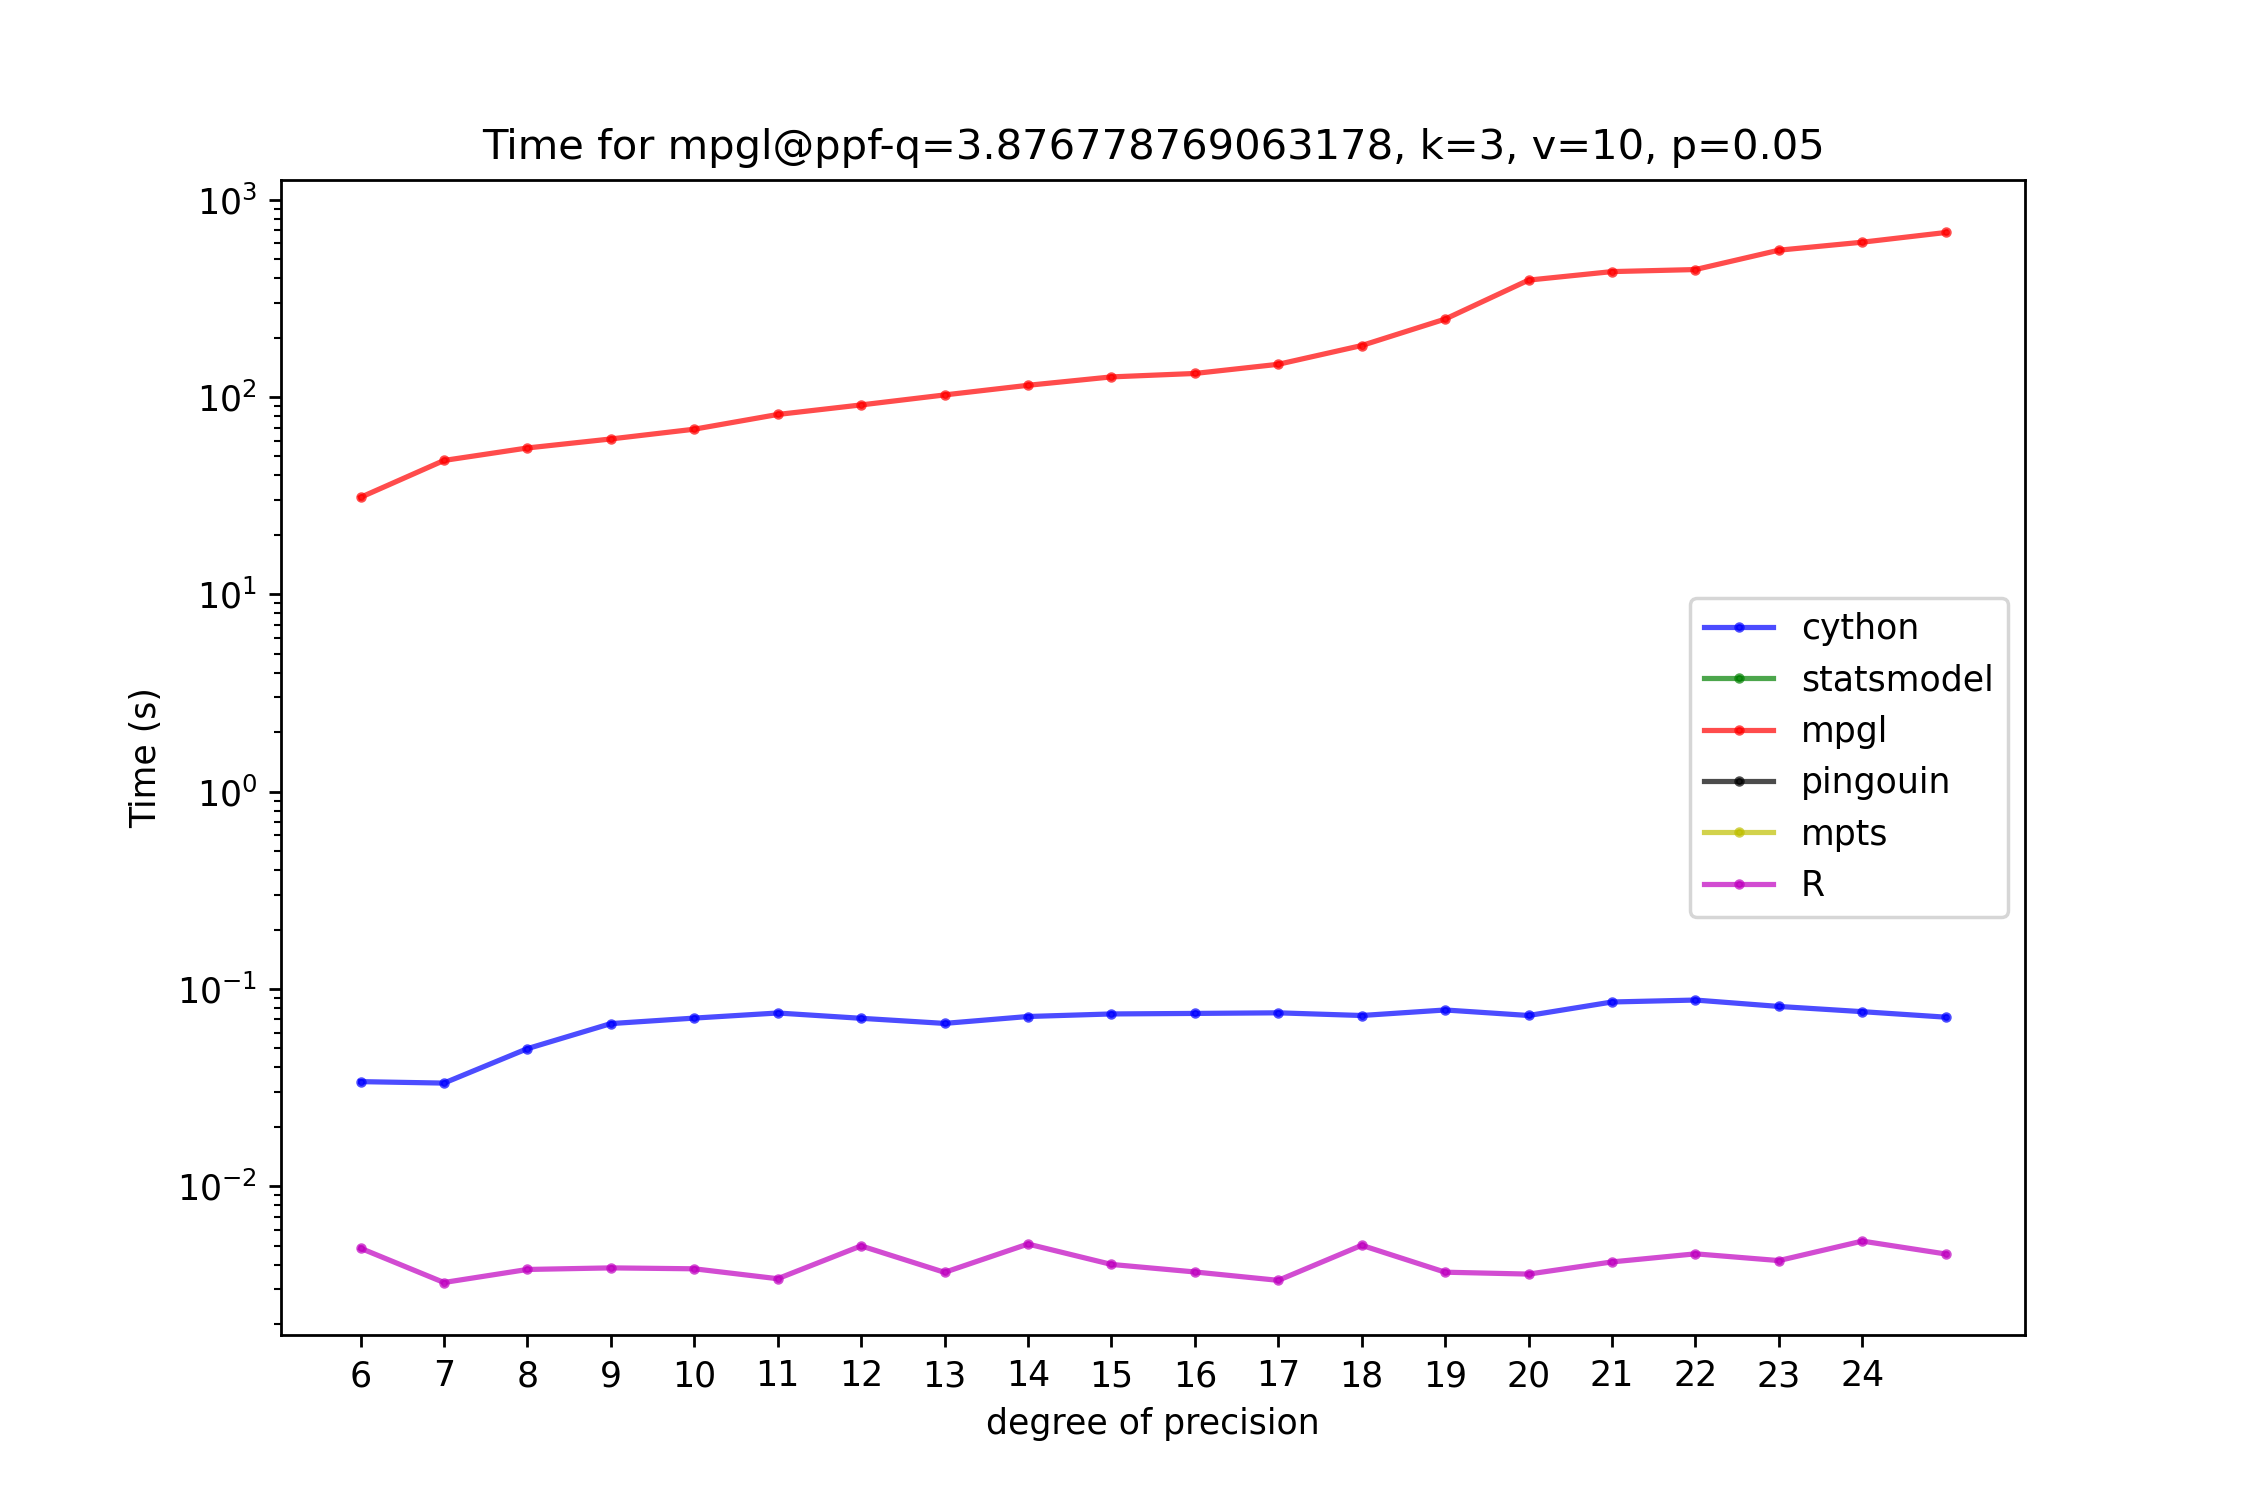 Time for mpgl@ppf-q=3.876778769063178, k=3, v=10, p=0.05
10³
10²
10¹
10⁰
10⁻¹
10⁻²
Time (s)
cython
statsmodel
mpgl
pingouin
mpts
R
6 7 8 9 10 11 12 13 14 15 16 17 18 19 20 21 22 23 24
degree of precision